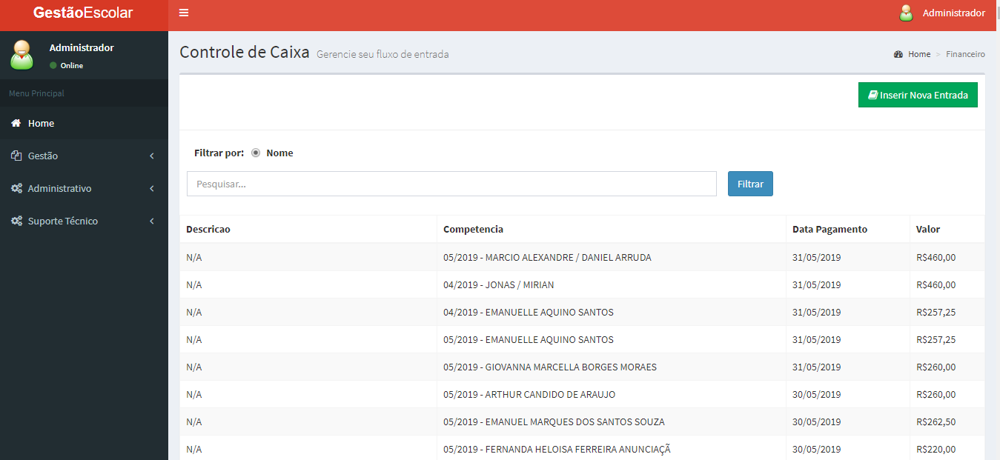 GestãoEscolar
Administrador
Administrador
Online
Menu Principal
Home
Gestão
Administrativo
Suporte Técnico
Controle de Caixa Gerencie seu fluxo de entrada
Home > Financeiro
Inserir Nova Entrada
Filtrar por: Nome
Pesquisar...
Filtrar
Descricao Competencia Data Pagamento Valor
N/A 05/2019 - MARCIO ALEXANDRE / DANIEL ARRUDA 31/05/2019 R$460,00
N/A 04/2019 - JONAS / MIRIAN 31/05/2019 R$460,00
N/A 04/2019 - EMANUELLE AQUINO SANTOS 31/05/2019 R$257,25
N/A 05/2019 - EMANUELLE AQUINO SANTOS 31/05/2019 R$257,25
N/A 05/2019 - GIOVANNA MARCELLA BORGES MORAES 31/05/2019 R$260,00
N/A 05/2019 - ARTHUR CANDIDO DE ARAUJO 30/05/2019 R$260,00
N/A 05/2019 - EMANUEL MARQUES DOS SANTOS SOUZA 30/05/2019 R$262,50
N/A 05/2019 - FERNANDA HELOISA FERREIRA ANUNCIAÇÃ 30/05/2019 R$220,00